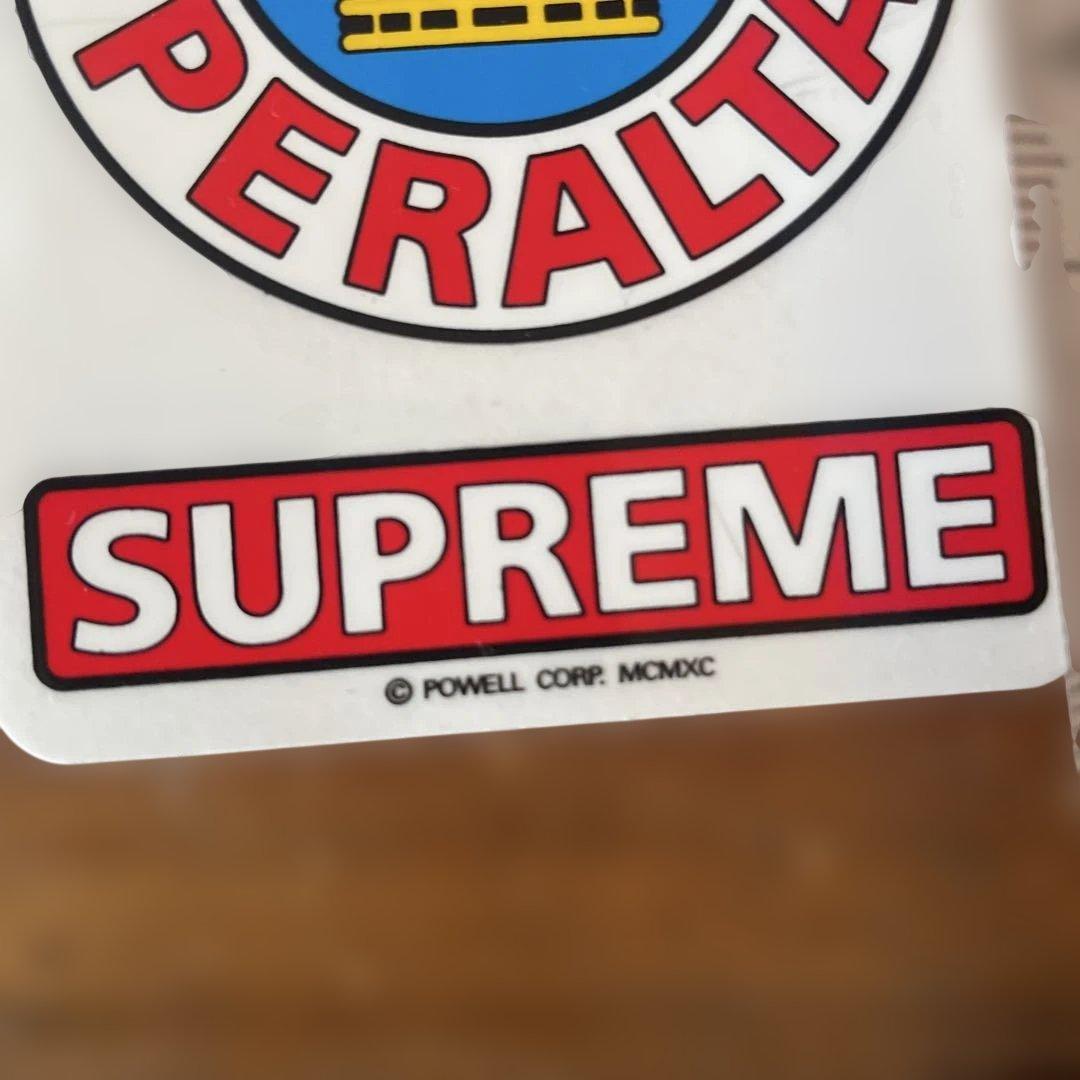 PERALTA
SUPREME
© POWELL CORP. MCMXC